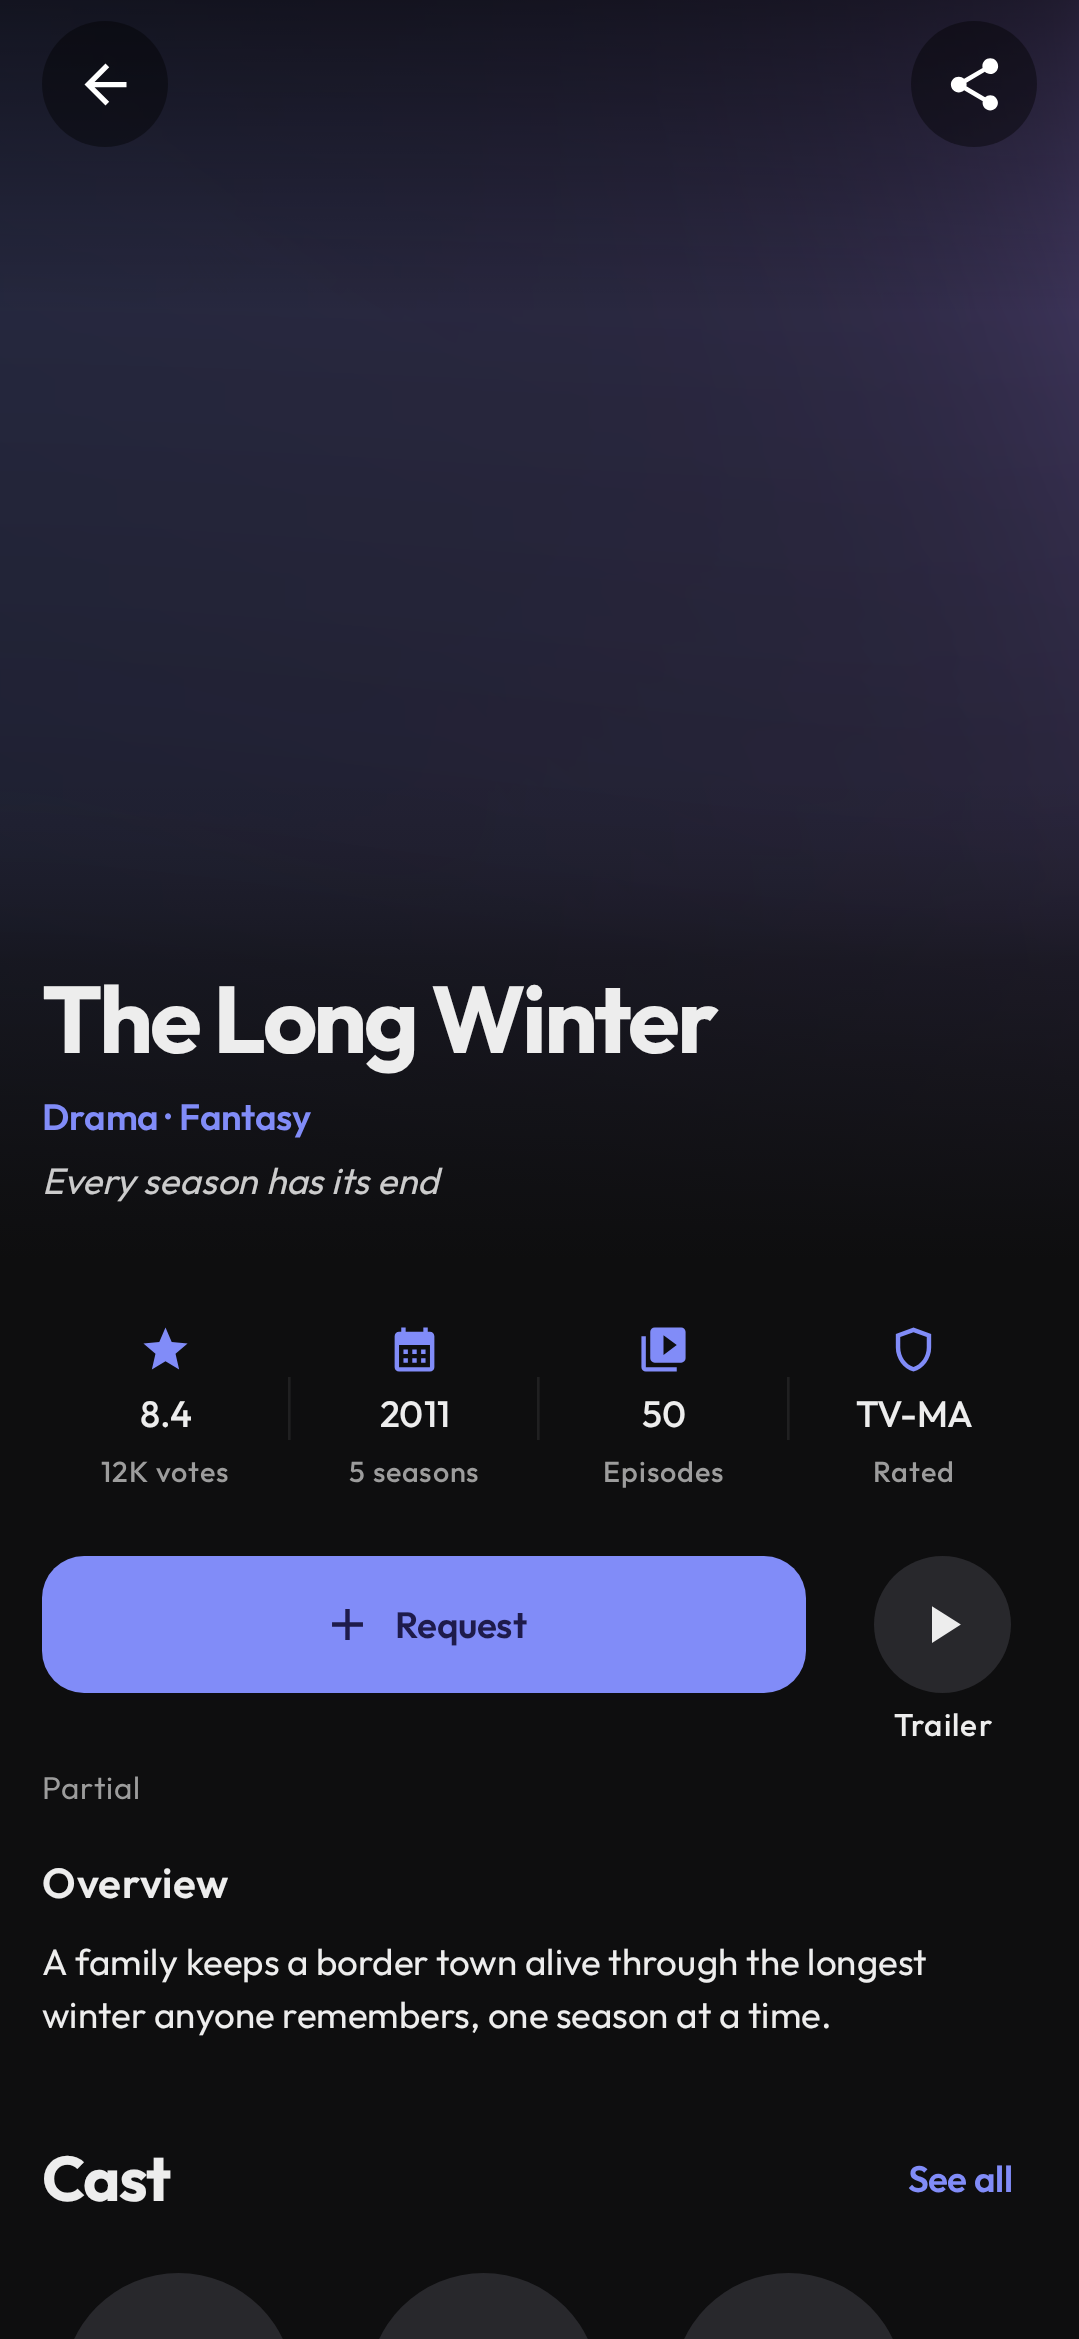 The Long Winter
Drama · Fantasy
Every season has its end
8.4
12K votes
2011
5 seasons
50
Episodes
TV-MA
Rated
Request
Trailer
Partial
Overview
A family keeps a border town alive through the longest
winter anyone remembers, one season at a time.
Cast
See all